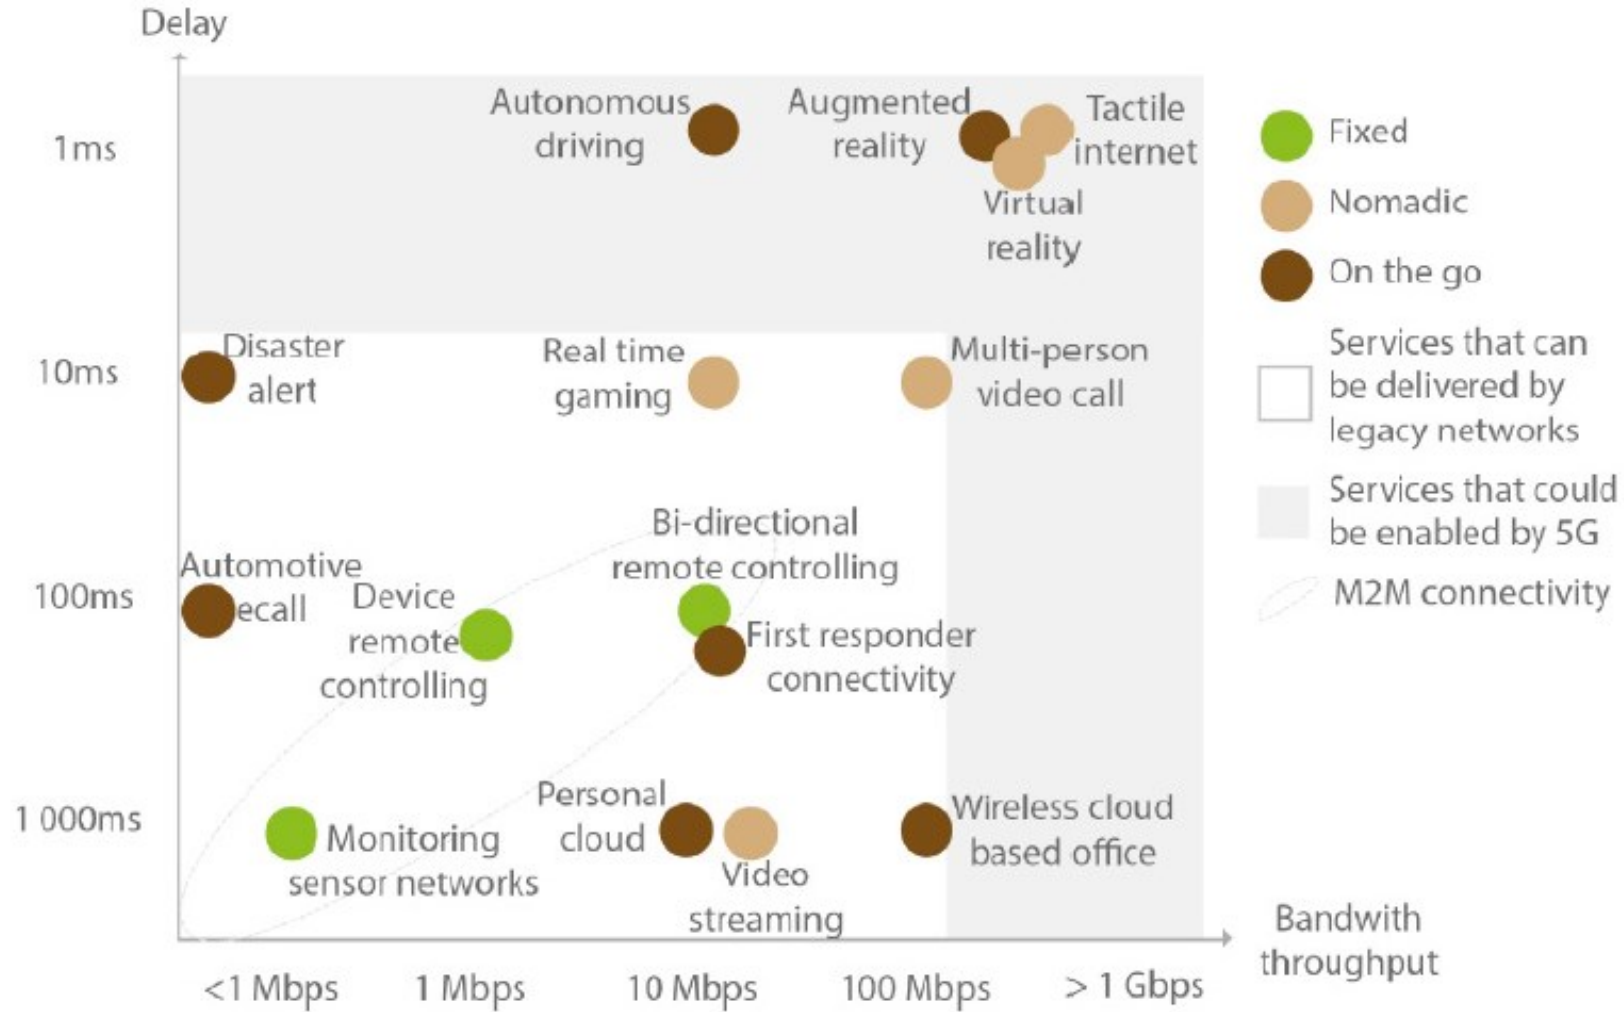 Delay
1ms
10ms
100ms
1 000ms
Autonomous
driving
Augmented
reality
Tactile
internet
Virtual
reality
Disaster
alert
Real time
gaming
Multi-person
video call
Automotive
ecall
Device
remote
controlling
Bi-directional
remote controlling
First responder
connectivity
Monitoring
sensor networks
Personal
cloud
Video
streaming
Wireless cloud
based office
<1 Mbps
1 Mbps
10 Mbps
100 Mbps
> 1 Gbps
Bandwith
throughput
Fixed
Nomadic
On the go
Services that can
be delivered by
legacy networks
Services that could
be enabled by 5G
M2M connectivity